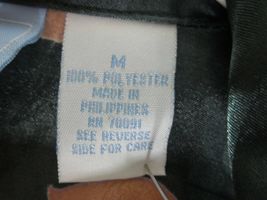 M
100% POLYESTER
MADE IN
PHILIPPINES
RN 70091
SEE REVERSE
SIDE FOR CARE